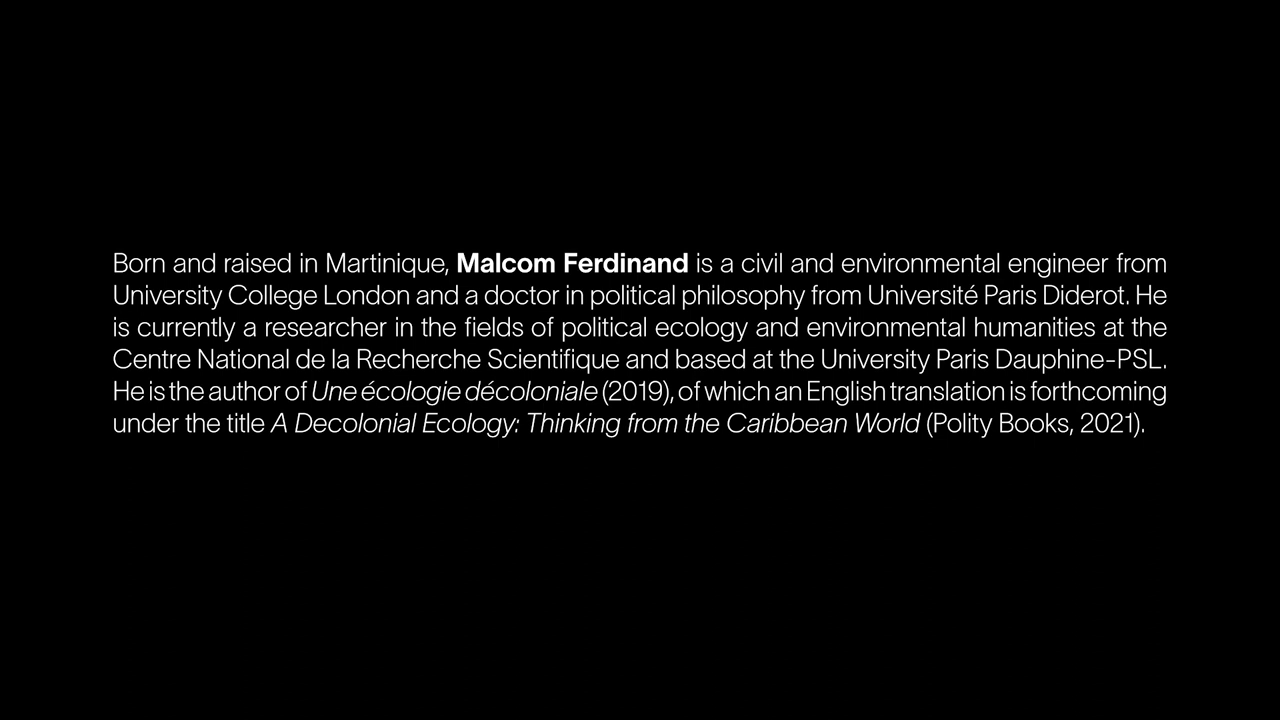 Born and raised in Martinique, Malcom Ferdinand is a civil and environmental engineer from
University College London and a doctor in political philosophy from Université Paris Diderot. He
is currently a researcher in the fields of political ecology and environmental humanities at the
Centre National de la Recherche Scientifique and based at the University Paris Dauphine-PSL.
He is the author of Une écologie décoloniale (2019), of which an English translation is forthcoming
under the title A Decolonial Ecology: Thinking from the Caribbean World (Polity Books, 2021).